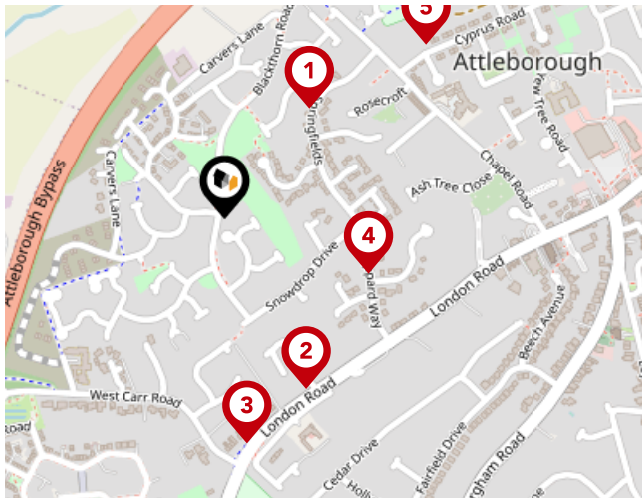 5
Cyprus Road
Carvers Lane
Blackthorn Road
Attleborough
1
Rosecroft
Springfields
Yew Tree Road
Chapel Road
Carvers Lane
Ash Tree Close
Attleborough Bypass
4
Snowdrop Drive
London Road
Way
Beech Avenue
2
West Carr Road
3
London Road
Road
Cedar Drive
Fairfield Drive
Road